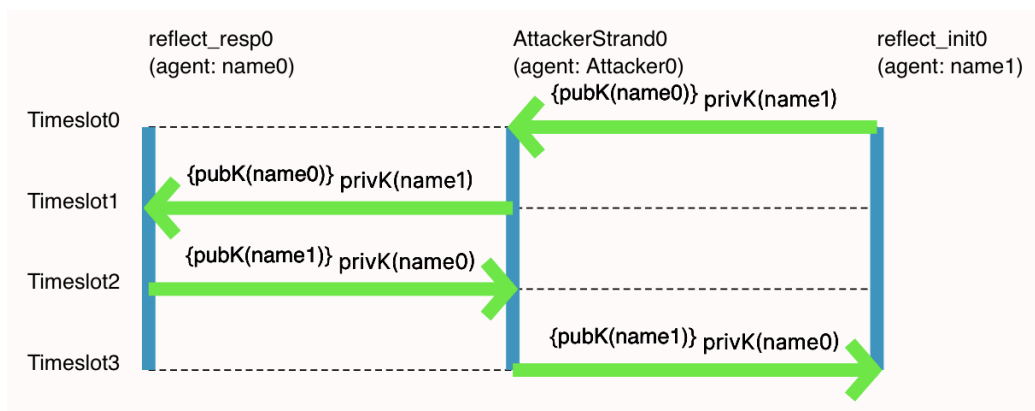 reflect_resp0 AttackerStrand0 reflect_init0
(agent: name0) (agent: Attacker0) (agent: name1)
{pubK(name0)} privK(name1)
Timeslot0
{pubK(name0)} privK(name1)
Timeslot1
{pubK(name1)} privK(name0)
Timeslot2
{pubK(name1)} privK(name0)
Timeslot3